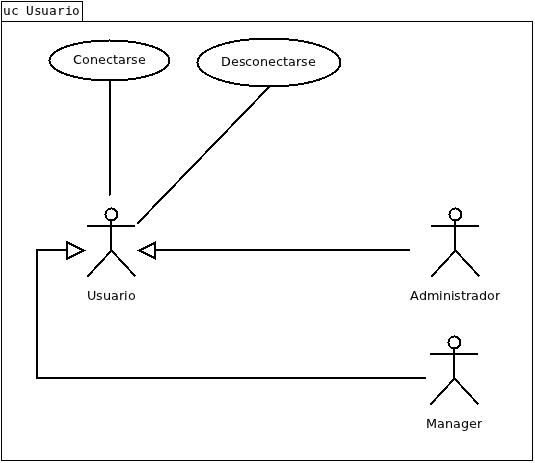 uc Usuario
Conectarse
Desconectarse
Usuario
Administrador
Manager